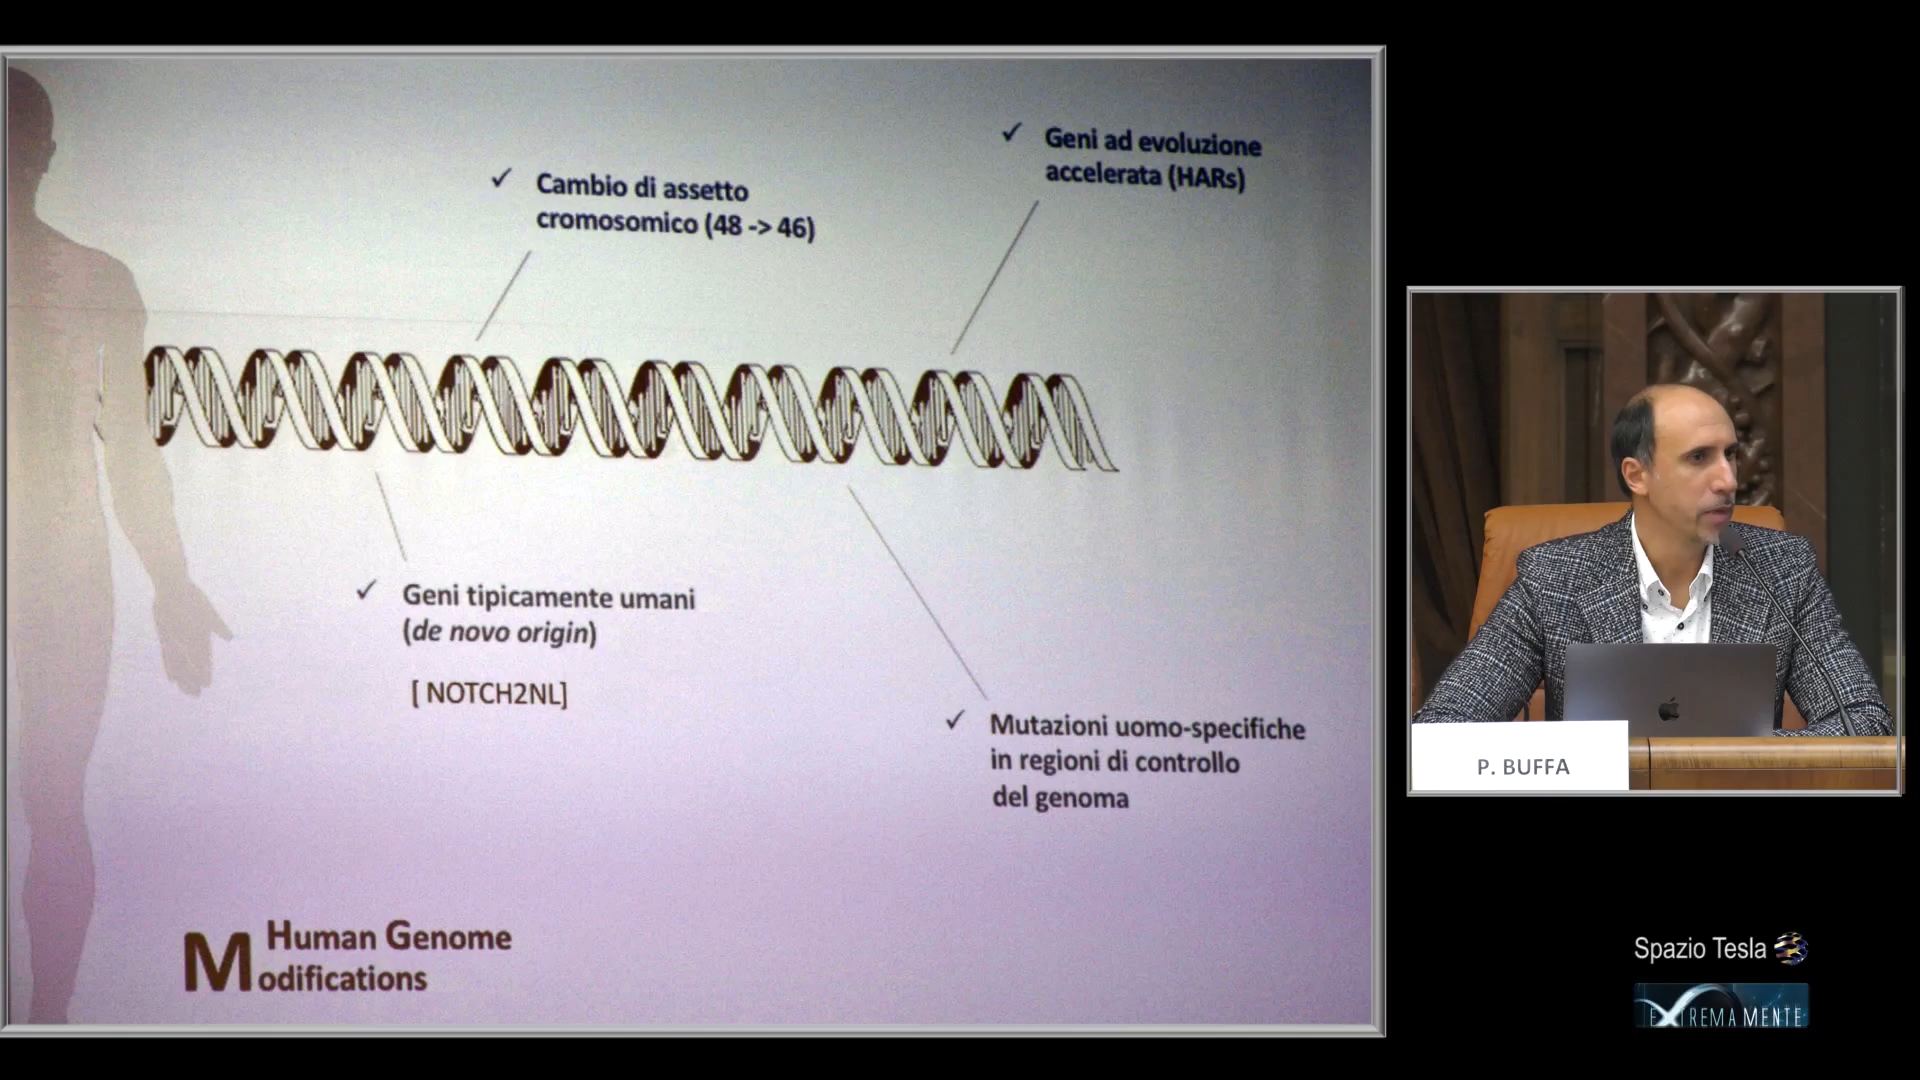 ✓ Cambio di assetto
cromosomico (48 -> 46)
✓ Geni ad evoluzione
accelerata (HARs)
✓ Geni tipicamente umani
(de novo origin)
[ NOTCH2NL]
✓ Mutazioni uomo-specifiche
in regioni di controllo
del genoma
Human Genome
Modifications
P. BUFFA
Spazio Tesla
EXTREMAMENTE